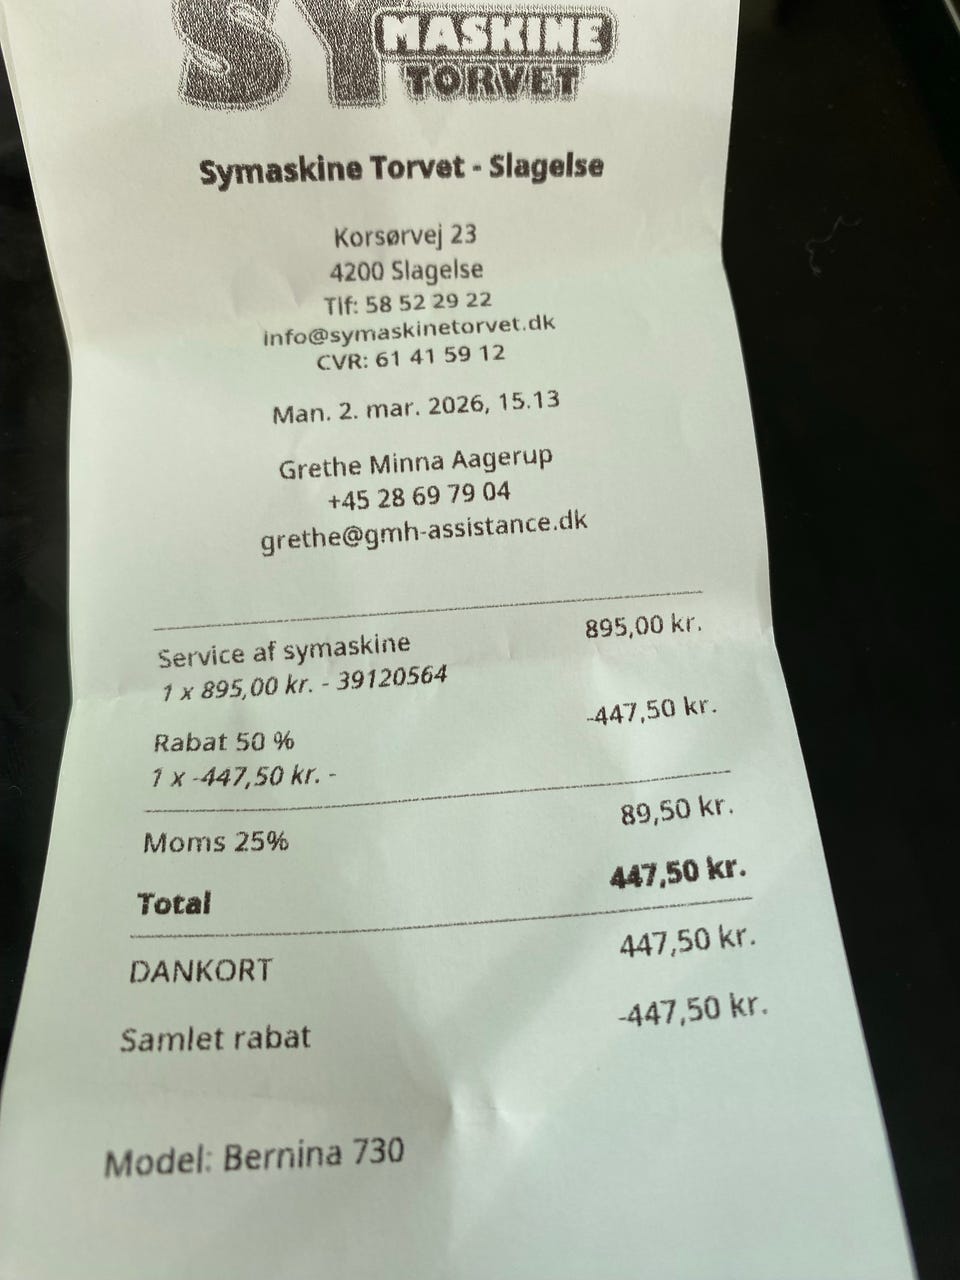 SY MASKINE
TORVET
Symaskine Torvet - Slagelse
Korsørvej 23
4200 Slagelse
Tlf: 58 52 29 22
info@symaskinetorvet.dk
CVR: 61 41 59 12
Man. 2. mar. 2026, 15.13
Grethe Minna Aagerup
+45 28 69 79 04
grethe@gmh-assistance.dk
Service af symaskine 895,00 kr.
1 x 895,00 kr. - 39120564
Rabat 50 % -447,50 kr.
1 x -447,50 kr. -
Moms 25% 89,50 kr.
Total 447,50 kr.
DANKORT 447,50 kr.
Samlet rabat -447,50 kr.
Model: Bernina 730